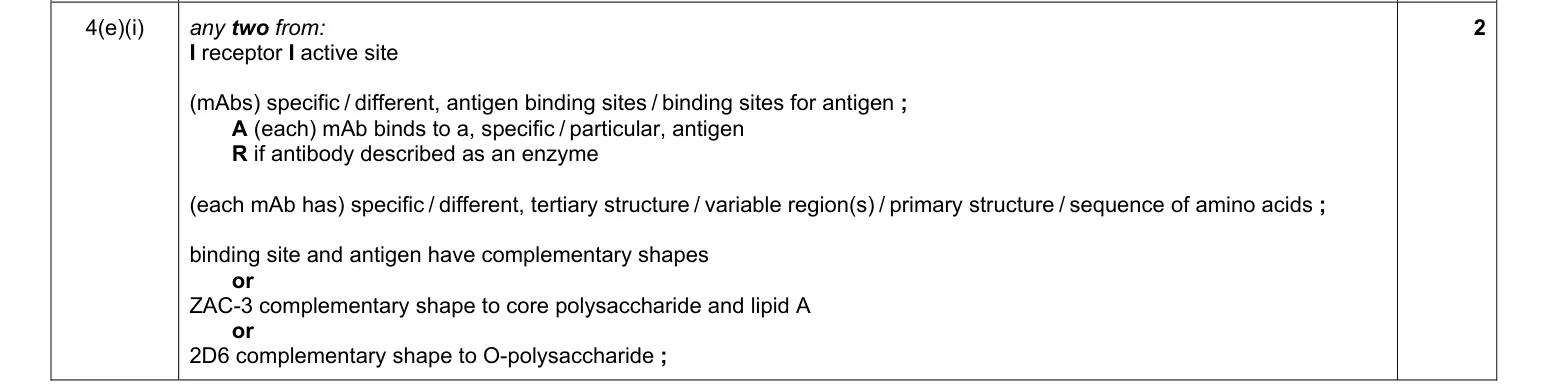 4(e)(i)
any two from:
2
I receptor I active site
(mAbs) specific / different, antigen binding sites / binding sites for antigen ;
A (each) mAb binds to a, specific / particular, antigen
R if antibody described as an enzyme
(each mAb has) specific / different, tertiary structure / variable region(s) / primary structure / sequence of amino acids ;
binding site and antigen have complementary shapes
or
ZAC-3 complementary shape to core polysaccharide and lipid A
or
2D6 complementary shape to O-polysaccharide ;